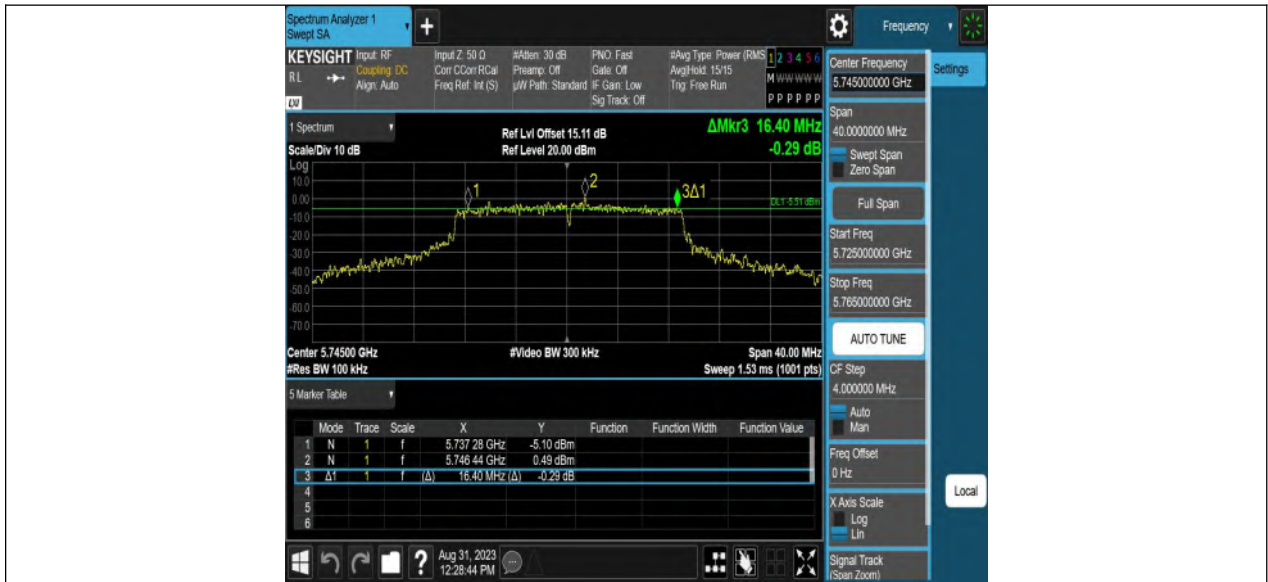 Spectrum Analyzer 1
Swept SA
+
Frequency
KEYSIGHT Input: RF
RL
Coupling: DC
Align: Auto
LXI
Input Z: 50 Ω
Corr CCorr RCal
Freq Ref: Int (S)
#Atten: 30 dB
Preamp: Off
µW Path: Standard
PNO: Fast
Gate: Off
IF Gain: Low
Sig Track: Off
#Avg Type: Power (RMS
Avg|Hold: 15/15
Trig: Free Run
1 2 3 4 5 6
M W W W W W
P P P P P P
1 Spectrum
Scale/Div 10 dB
Ref Lvl Offset 15.11 dB
Ref Level 20.00 dBm
ΔMkr3 16.40 MHz
-0.29 dB
Log
10.0
0.00
-10.0
-20.0
-30.0
-40.0
-50.0
-60.0
-70.0
1
2
3Δ1
DL1 -5.51 dBm
Center 5.74500 GHz
#Res BW 100 kHz
#Video BW 300 kHz
Span 40.00 MHz
Sweep 1.53 ms (1001 pts)
5 Marker Table
Mode Trace Scale X Y Function Function Width Function Value
1 N 1 f 5.737 28 GHz -5.10 dBm
2 N 1 f 5.746 44 GHz 0.49 dBm
3 Δ1 1 f (Δ) 16.40 MHz (Δ) -0.29 dB
4
5
6
? Aug 31, 2023
12:28:44 PM
Center Frequency
5.745000000 GHz
Settings
Span
40.0000000 MHz
Swept Span
Zero Span
Full Span
Start Freq
5.725000000 GHz
Stop Freq
5.765000000 GHz
AUTO TUNE
CF Step
4.000000 MHz
Auto
Man
Freq Offset
0 Hz
X Axis Scale
Log
Lin
Signal Track
(Span Zoom)
Local